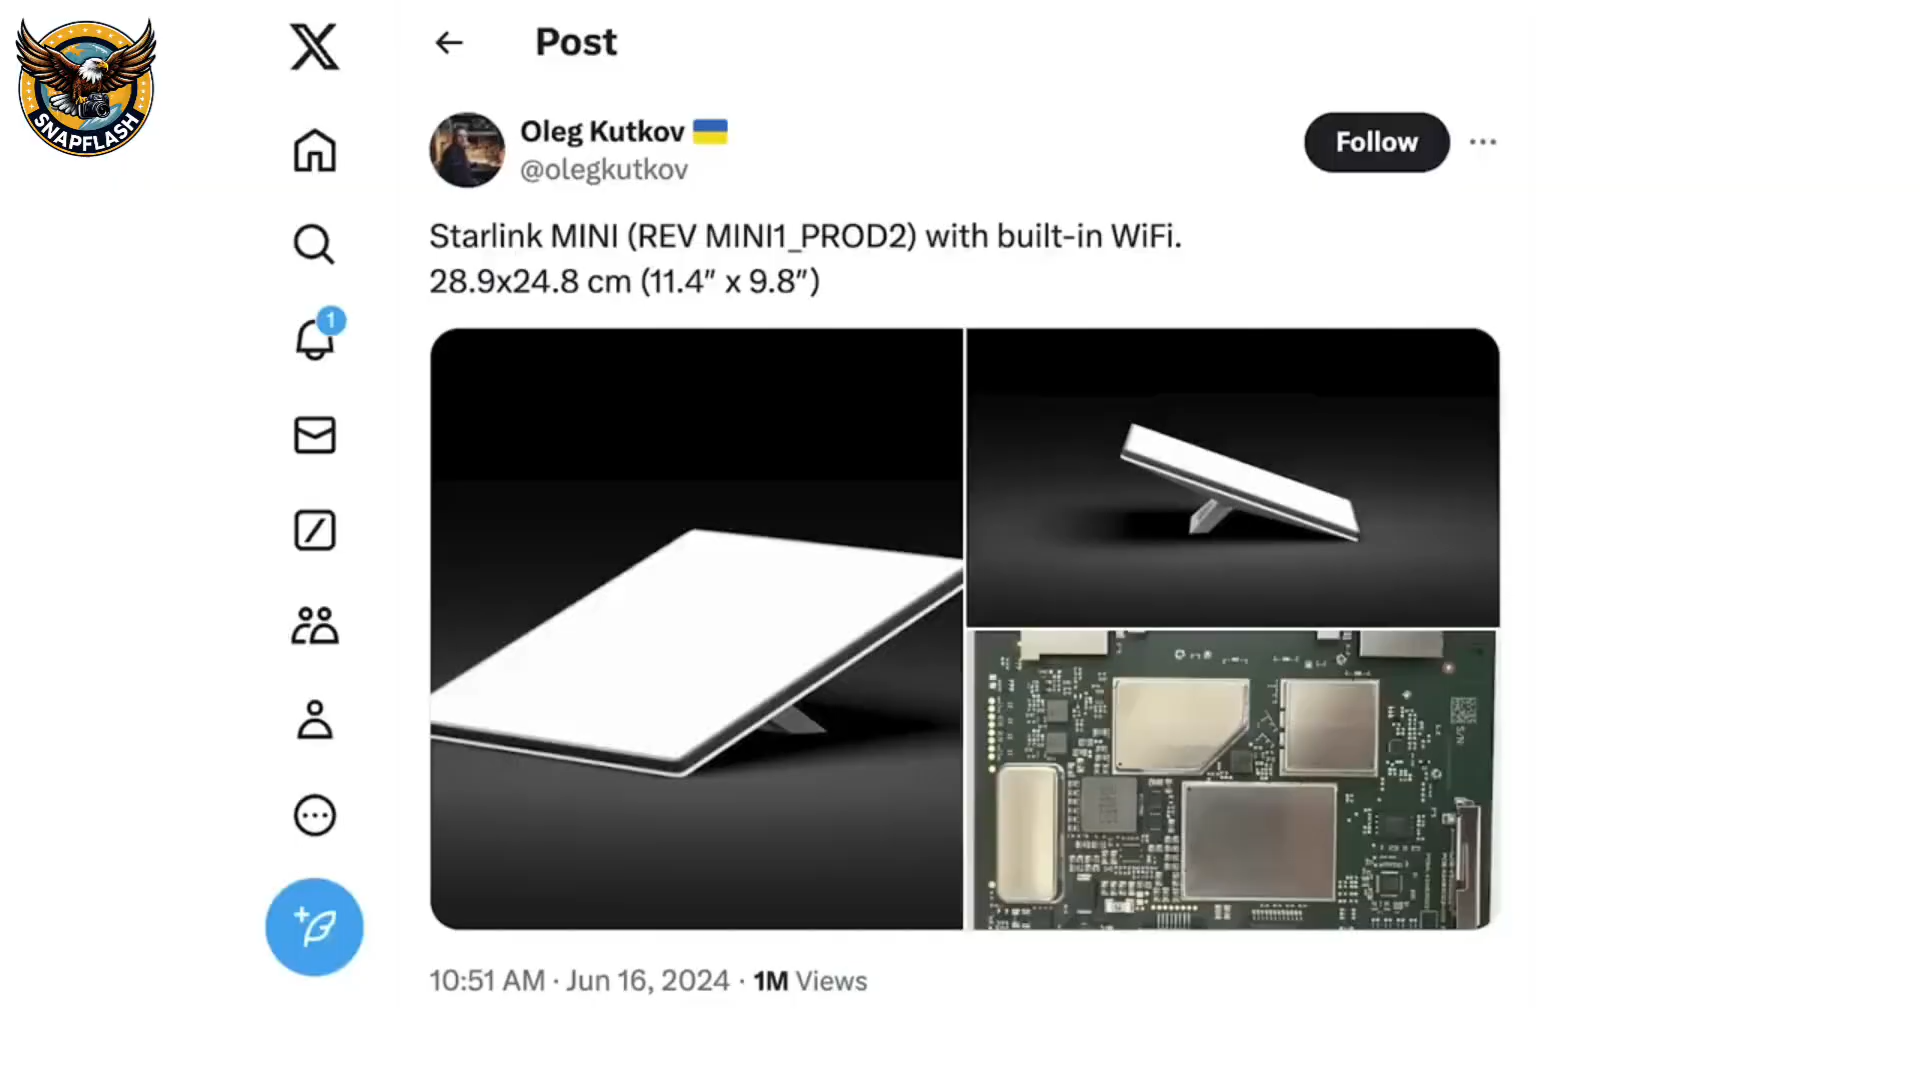 SNAPFLASH
Post
Oleg Kutkov
@olegkutkov
Follow
1
Starlink MINI (REV MINI1_PROD2) with built-in WiFi.
28.9x24.8 cm (11.4″ x 9.8″)
S/N
10:51 AM · Jun 16, 2024 · 1M Views